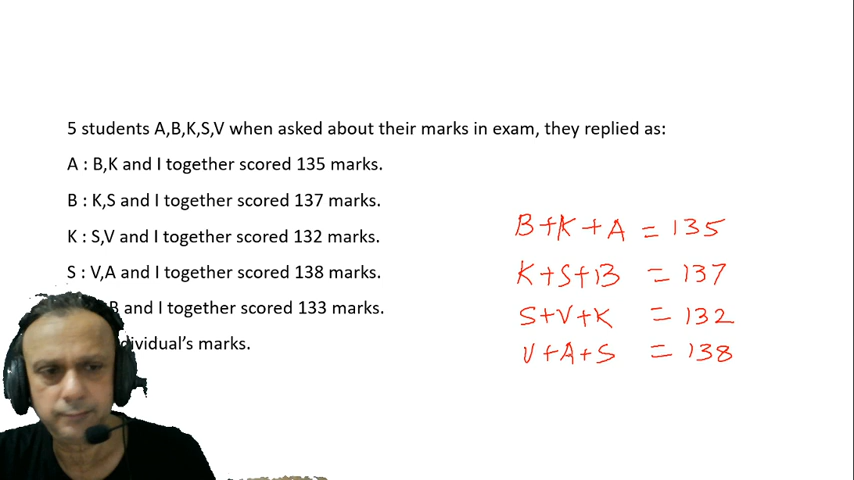 5 students A,B,K,S,V when asked about their marks in exam, they replied as:
A : B,K and I together scored 135 marks.
B : K,S and I together scored 137 marks.
K : S,V and I together scored 132 marks.
S : V,A and I together scored 138 marks.
B and I together scored 133 marks.
marks.
B+K+A = 135
K+S+B = 137
S+V+K = 132
V+A+S = 138